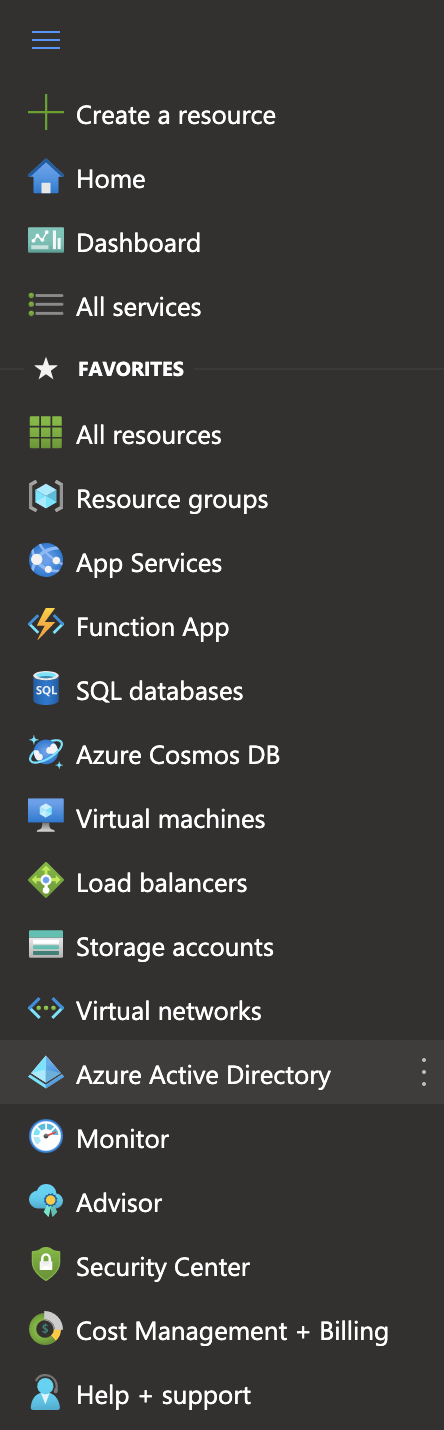 Create a resource
Home
Dashboard
All services
FAVORITES
All resources
Resource groups
App Services
Function App
SQL databases
Azure Cosmos DB
Virtual machines
Load balancers
Storage accounts
Virtual networks
Azure Active Directory
Monitor
Advisor
Security Center
Cost Management + Billing
Help + support